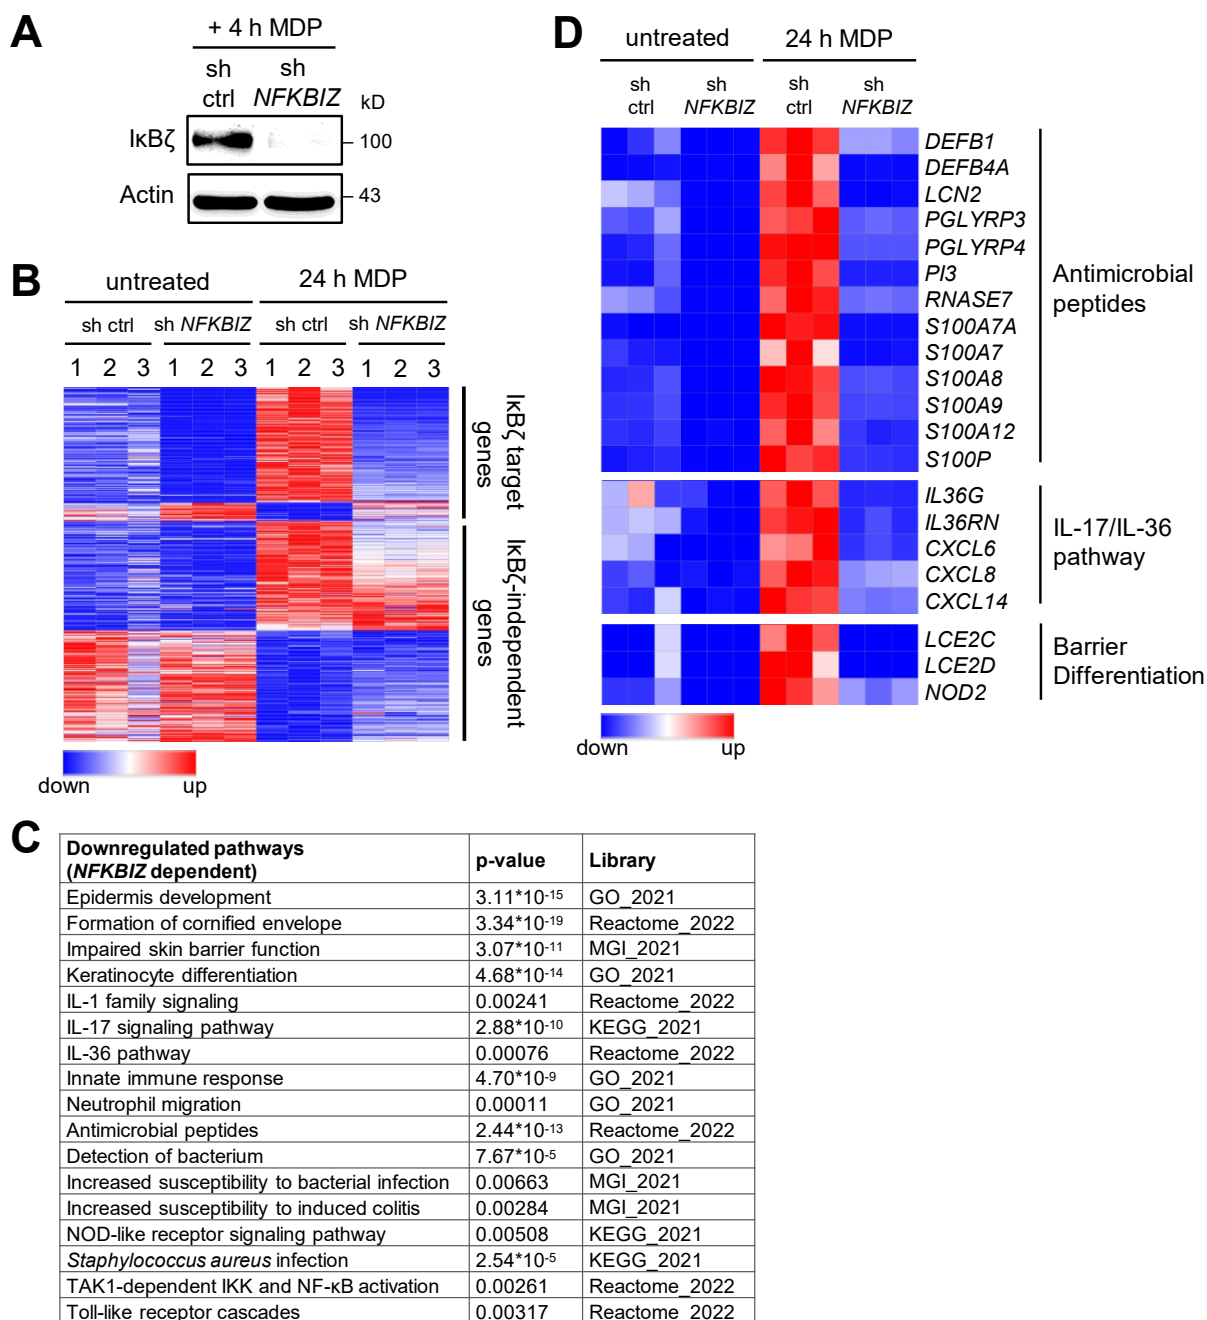 A
+ 4 h MDP
sh ctrl
sh NFKBIZ
kD
IκBζ
100
Actin
43
B
untreated
24 h MDP
sh ctrl
sh NFKBIZ
sh ctrl
sh NFKBIZ
1 2 3 1 2 3 1 2 3 1 2 3
IκBζ target
genes
IκBζ-independent
genes
down
up
C
Downregulated pathways
(NFKBIZ dependent)
p-value
Library
Epidermis development 3.11*10-15 GO_2021
Formation of cornified envelope 3.34*10-19 Reactome_2022
Impaired skin barrier function 3.07*10-11 MGI_2021
Keratinocyte differentiation 4.68*10-14 GO_2021
IL-1 family signaling 0.00241 Reactome_2022
IL-17 signaling pathway 2.88*10-10 KEGG_2021
IL-36 pathway 0.00076 Reactome_2022
Innate immune response 4.70*10-9 GO_2021
Neutrophil migration 0.00011 GO_2021
Antimicrobial peptides 2.44*10-13 Reactome_2022
Detection of bacterium 7.67*10-5 GO_2021
Increased susceptibility to bacterial infection 0.00663 MGI_2021
Increased susceptibility to induced colitis 0.00284 MGI_2021
NOD-like receptor signaling pathway 0.00508 KEGG_2021
Staphylococcus aureus infection 2.54*10-5 KEGG_2021
TAK1-dependent IKK and NF-κB activation 0.00261 Reactome_2022
Toll-like receptor cascades 0.00317 Reactome_2022
D
untreated
24 h MDP
sh ctrl
sh NFKBIZ
sh ctrl
sh NFKBIZ
DEFB1
DEFB4A
LCN2
PGLYRP3
PGLYRP4
PI3
RNASE7
S100A7A
S100A7
S100A8
S100A9
S100A12
S100P
Antimicrobial
peptides
IL36G
IL36RN
CXCL6
CXCL8
CXCL14
IL-17/IL-36
pathway
LCE2C
LCE2D
NOD2
Barrier
Differentiation
down
up